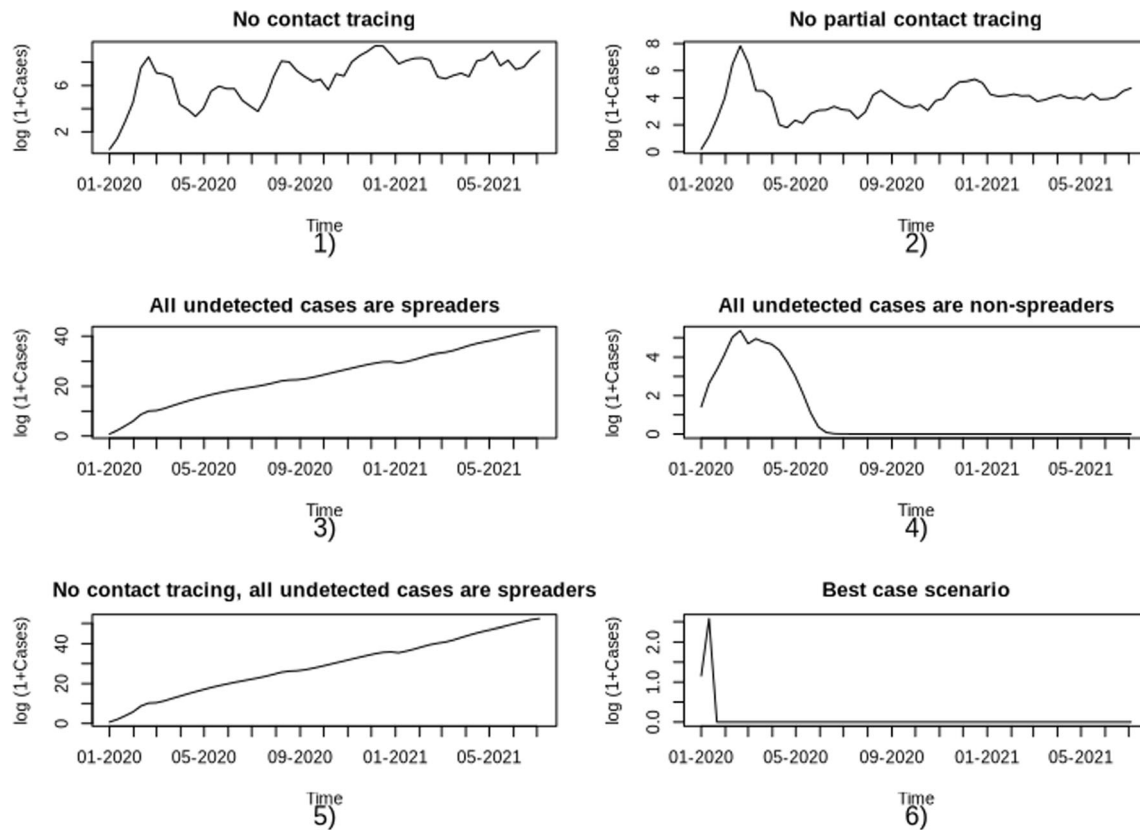 No contact tracing
log (1+Cases)
2 6
01-2020 05-2020 09-2020 01-2021 05-2021
Time
1)
No partial contact tracing
log (1+Cases)
0 2 4 6 8
01-2020 05-2020 09-2020 01-2021 05-2021
Time
2)
All undetected cases are spreaders
log (1+Cases)
0 20 40
01-2020 05-2020 09-2020 01-2021 05-2021
Time
3)
All undetected cases are non-spreaders
log (1+Cases)
0 2 4
01-2020 05-2020 09-2020 01-2021 05-2021
Time
4)
No contact tracing, all undetected cases are spreaders
log (1+Cases)
0 20 40
01-2020 05-2020 09-2020 01-2021 05-2021
Time
5)
Best case scenario
log (1+Cases)
0.0 1.0 2.0
01-2020 05-2020 09-2020 01-2021 05-2021
Time
6)